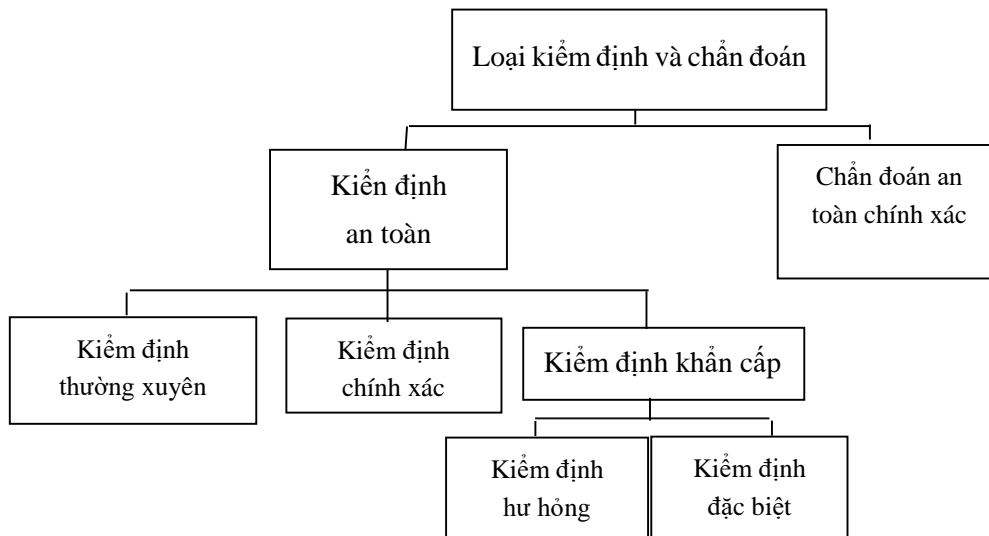 Loại kiểm định và chẩn đoán
Kiển định
an toàn
Chẩn đoán an
toàn chính xác
Kiểm định
thường xuyên
Kiểm định
chính xác
Kiểm định khẩn cấp
Kiểm định
hư hỏng
Kiểm định
đặc biệt